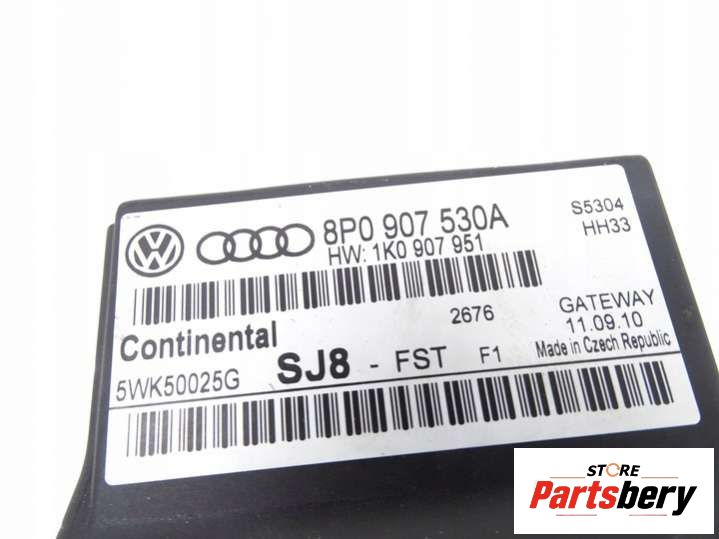 8P0 907 530A
HW: 1K0 907 951
S5304
HH33
Continental
2676
GATEWAY
11.09.10
5WK50025G
SJ8 - FST F1
Made in Czech Republic
STORE
Partsbery